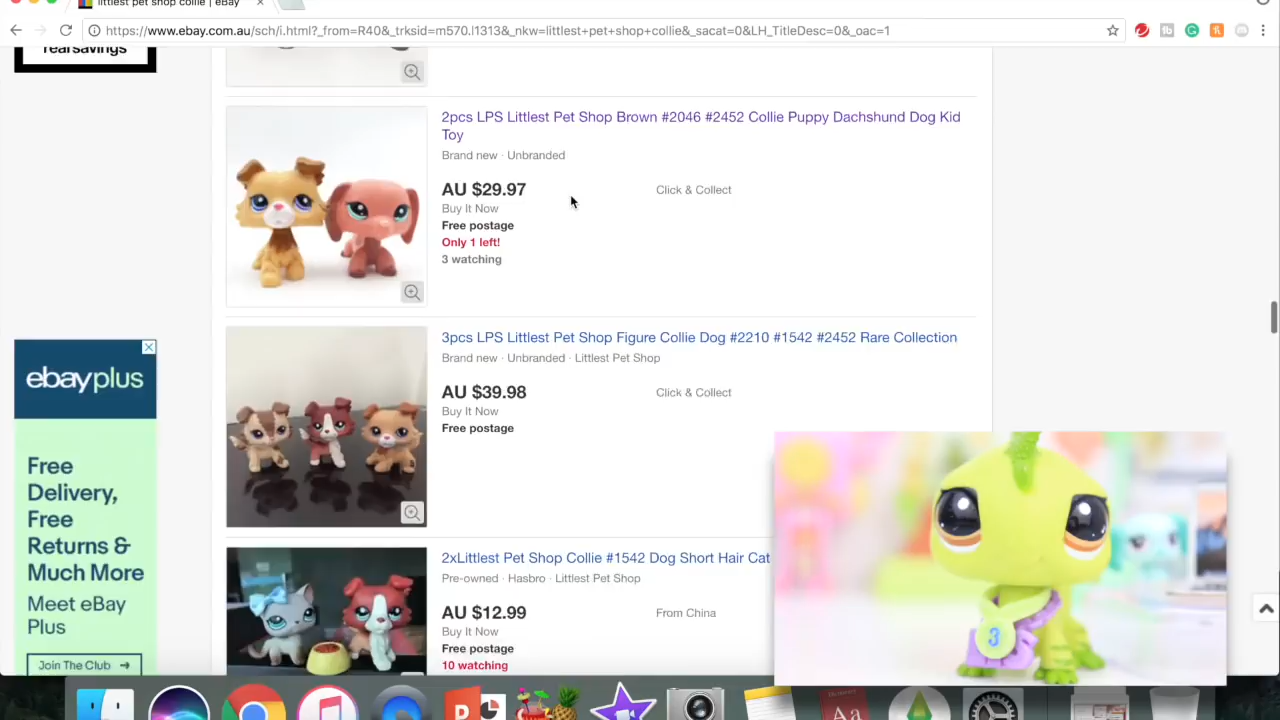 littlest pet shop collie | eBay
https://www.ebay.com.au/sch/i.html?_from=R40&_trksid=m570.l1313&_nkw=littlest+pet+shop+collie&_sacat=0&LH_TitleDesc=0&_oac=1
Tearsavings
2pcs LPS Littlest Pet Shop Brown #2046 #2452 Collie Puppy Dachshund Dog Kid
Toy
Brand new · Unbranded
AU $29.97
Click & Collect
Buy It Now
Free postage
Only 1 left!
3 watching
3pcs LPS Littlest Pet Shop Figure Collie Dog #2210 #1542 #2452 Rare Collection
Brand new · Unbranded · Littlest Pet Shop
AU $39.98
Click & Collect
Buy It Now
Free postage
ebayplus
Free
Delivery,
Free
Returns &
Much More
Meet eBay
Plus
Join The Club →
2xLittlest Pet Shop Collie #1542 Dog Short Hair Cat
Pre-owned · Hasbro · Littlest Pet Shop
AU $12.99
From China
Buy It Now
Free postage
10 watching
3
Aa